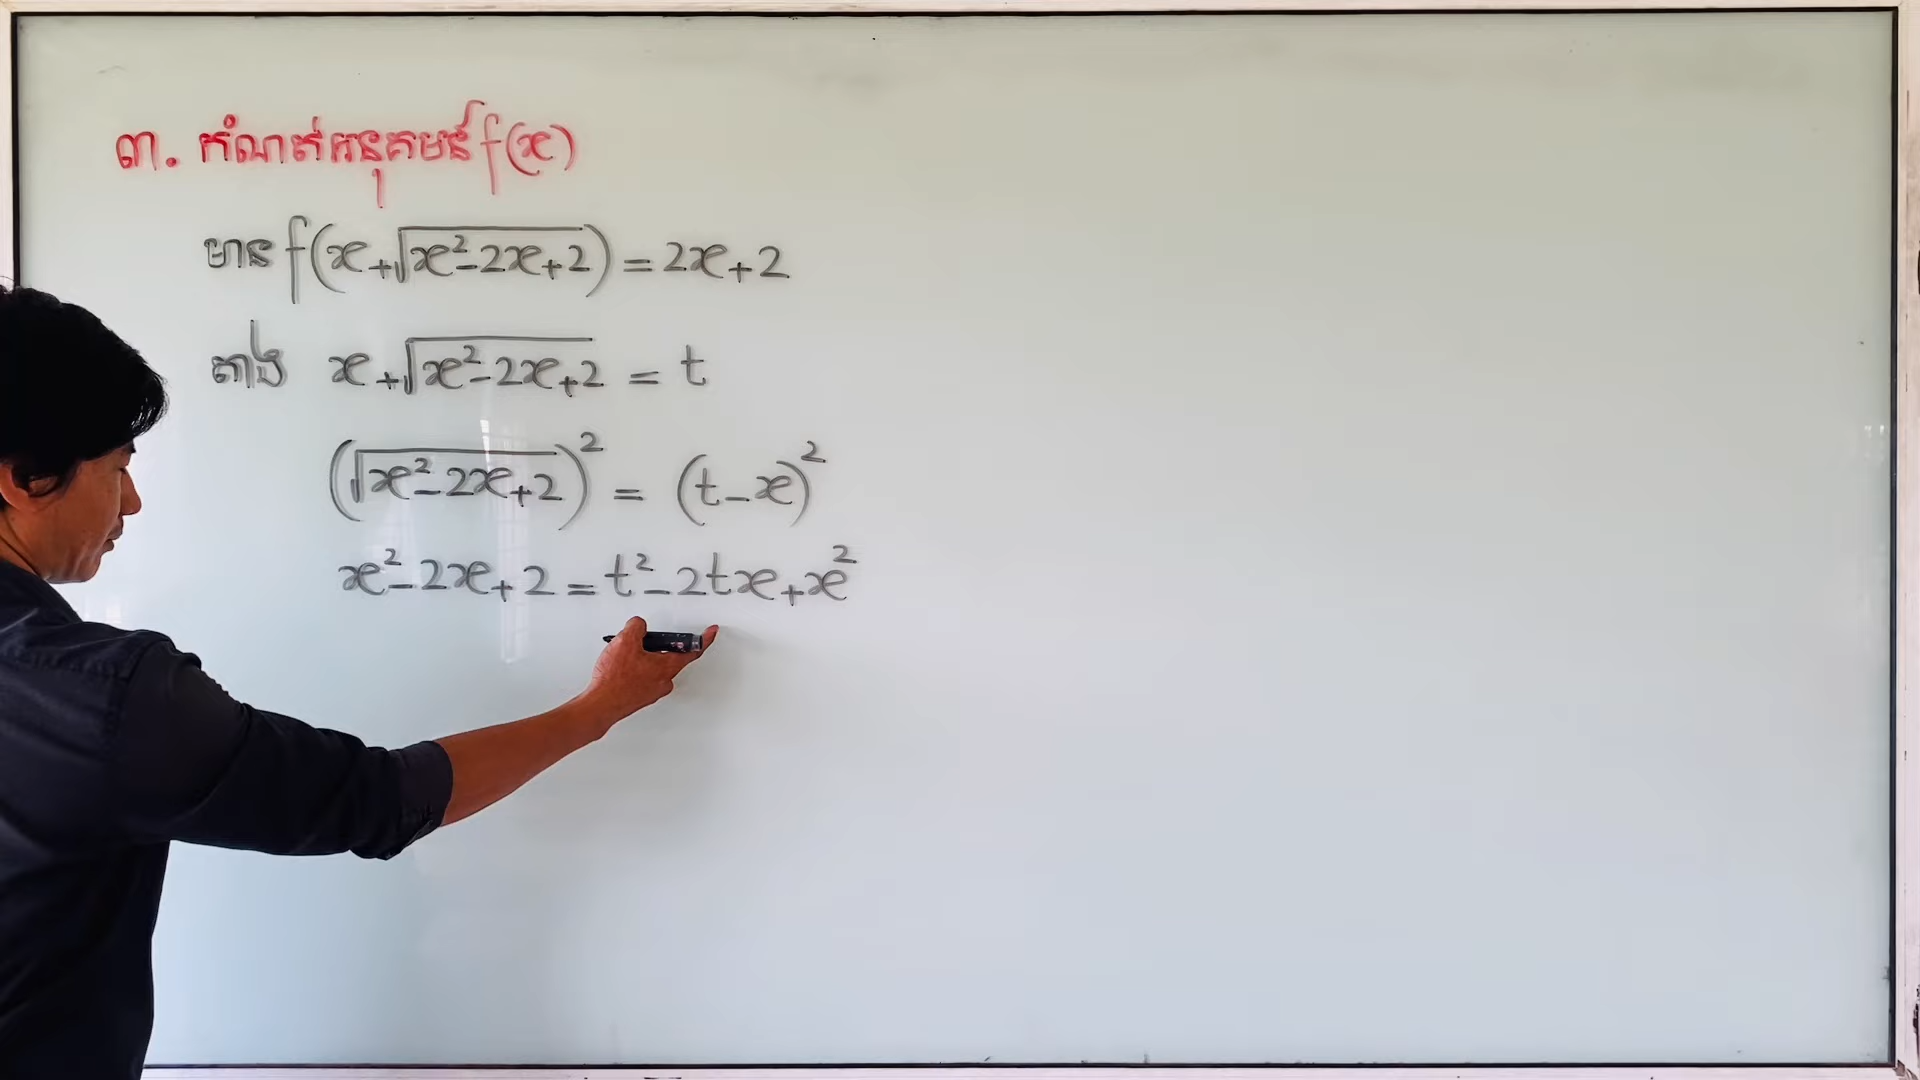 ៣. កំណត់អនុគមន៍ f(x)
មាន f(x+√(x²-2x+2)) = 2x+2
តាង x+√(x²-2x+2) = t
(√(x²-2x+2))² = (t-x)²
x²-2x+2 = t²-2tx+x²